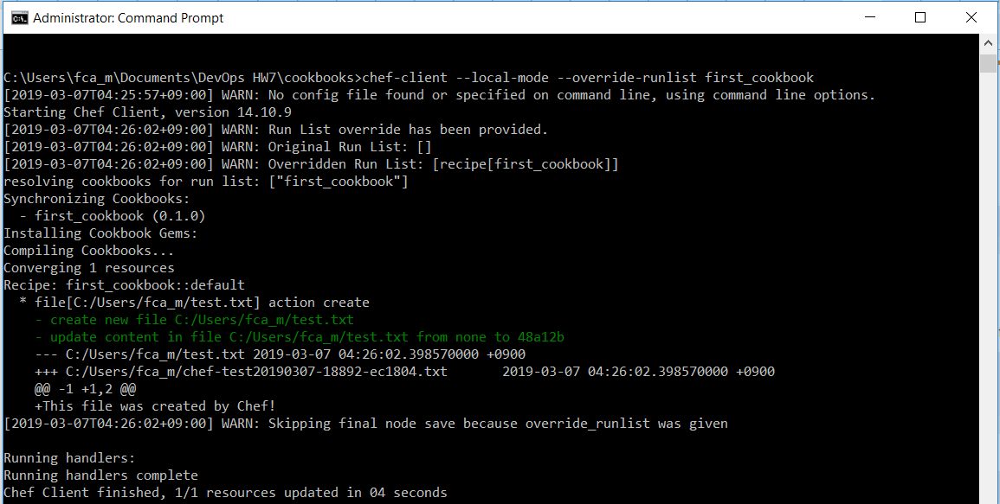 Administrator: Command Prompt
C:\Users\fca_m\Documents\DevOps HW7\cookbooks>chef-client --local-mode --override-runlist first_cookbook
[2019-03-07T04:25:57+09:00] WARN: No config file found or specified on command line, using command line options.
Starting Chef Client, version 14.10.9
[2019-03-07T04:26:02+09:00] WARN: Run List override has been provided.
[2019-03-07T04:26:02+09:00] WARN: Original Run List: []
[2019-03-07T04:26:02+09:00] WARN: Overridden Run List: [recipe[first_cookbook]]
resolving cookbooks for run list: ["first_cookbook"]
Synchronizing Cookbooks:
  - first_cookbook (0.1.0)
Installing Cookbook Gems:
Compiling Cookbooks...
Converging 1 resources
Recipe: first_cookbook::default
  * file[C:/Users/fca_m/test.txt] action create
    - create new file C:/Users/fca_m/test.txt
    - update content in file C:/Users/fca_m/test.txt from none to 48a12b
    --- C:/Users/fca_m/test.txt 2019-03-07 04:26:02.398570000 +0900
    +++ C:/Users/fca_m/chef-test20190307-18892-ec1804.txt       2019-03-07 04:26:02.398570000 +0900
    @@ -1 +1,2 @@
    +This file was created by Chef!
[2019-03-07T04:26:02+09:00] WARN: Skipping final node save because override_runlist was given
Running handlers:
Running handlers complete
Chef Client finished, 1/1 resources updated in 04 seconds